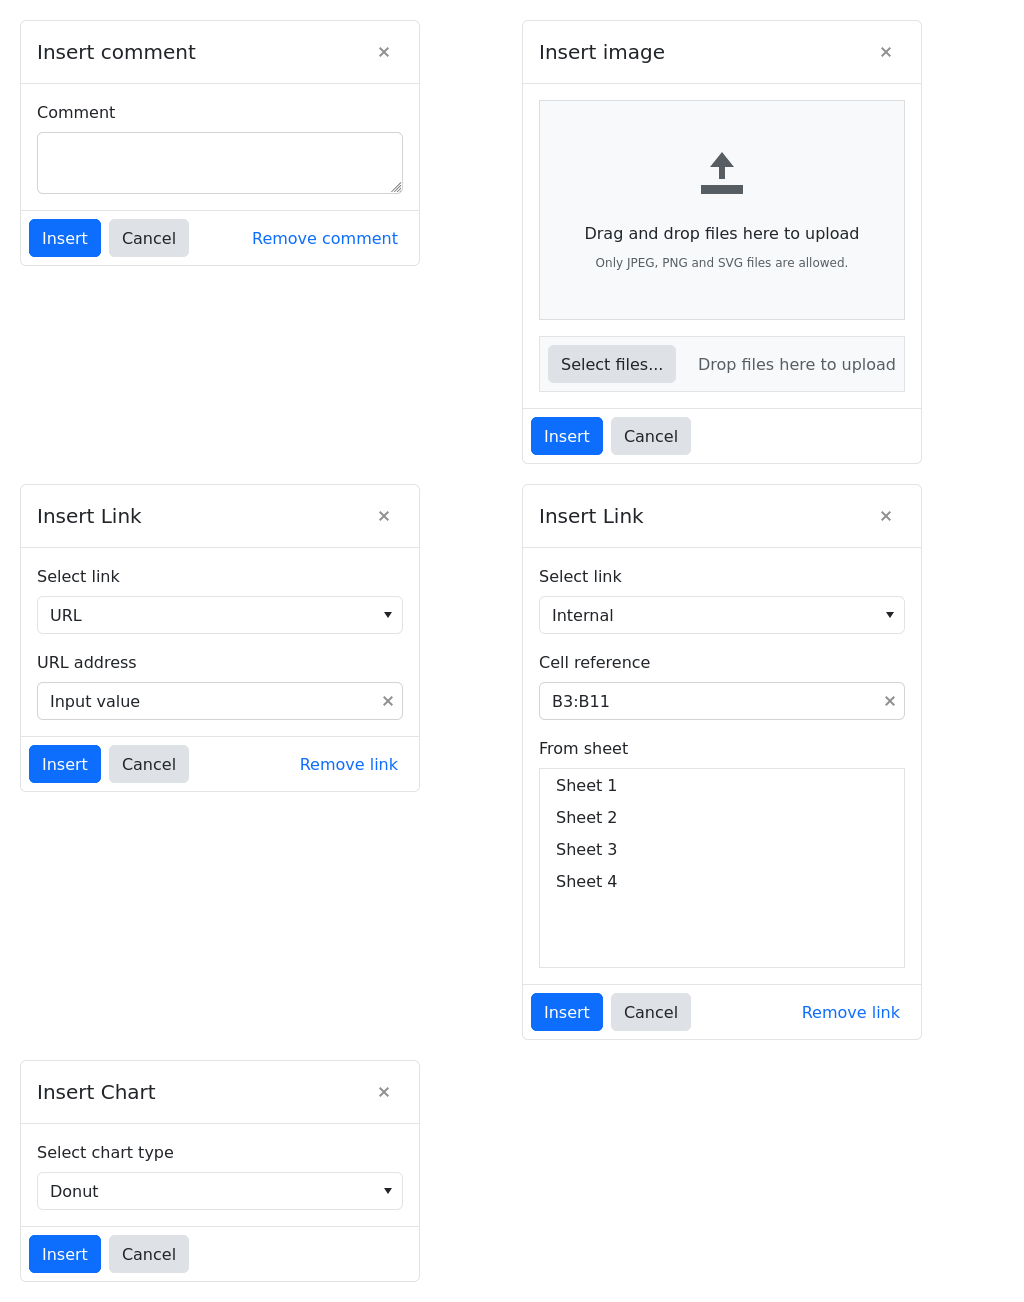 Insert comment
Comment
Insert Cancel Remove comment
Insert image
Drag and drop files here to upload
Only JPEG, PNG and SVG files are allowed.
Select files... Drop files here to upload
Insert Cancel
Insert Link
Select link
URL
URL address
Input value
Insert Cancel Remove link
Insert Link
Select link
Internal
Cell reference
B3:B11
From sheet
Sheet 1
Sheet 2
Sheet 3
Sheet 4
Insert Cancel Remove link
Insert Chart
Select chart type
Donut
Insert Cancel